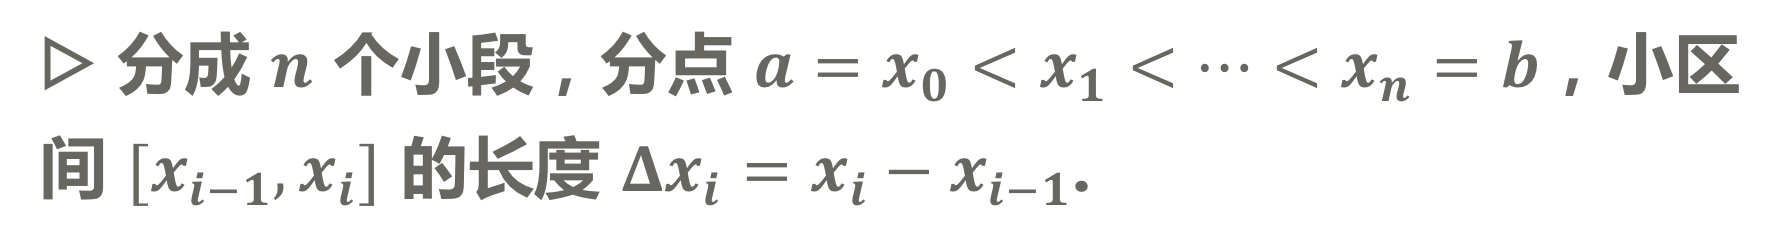 ▷ 分成 n 个小段，分点 a = x₀ < x₁ < ⋯ < xₙ = b，小区
间 [xᵢ₋₁, xᵢ] 的长度 Δxᵢ = xᵢ − xᵢ₋₁.